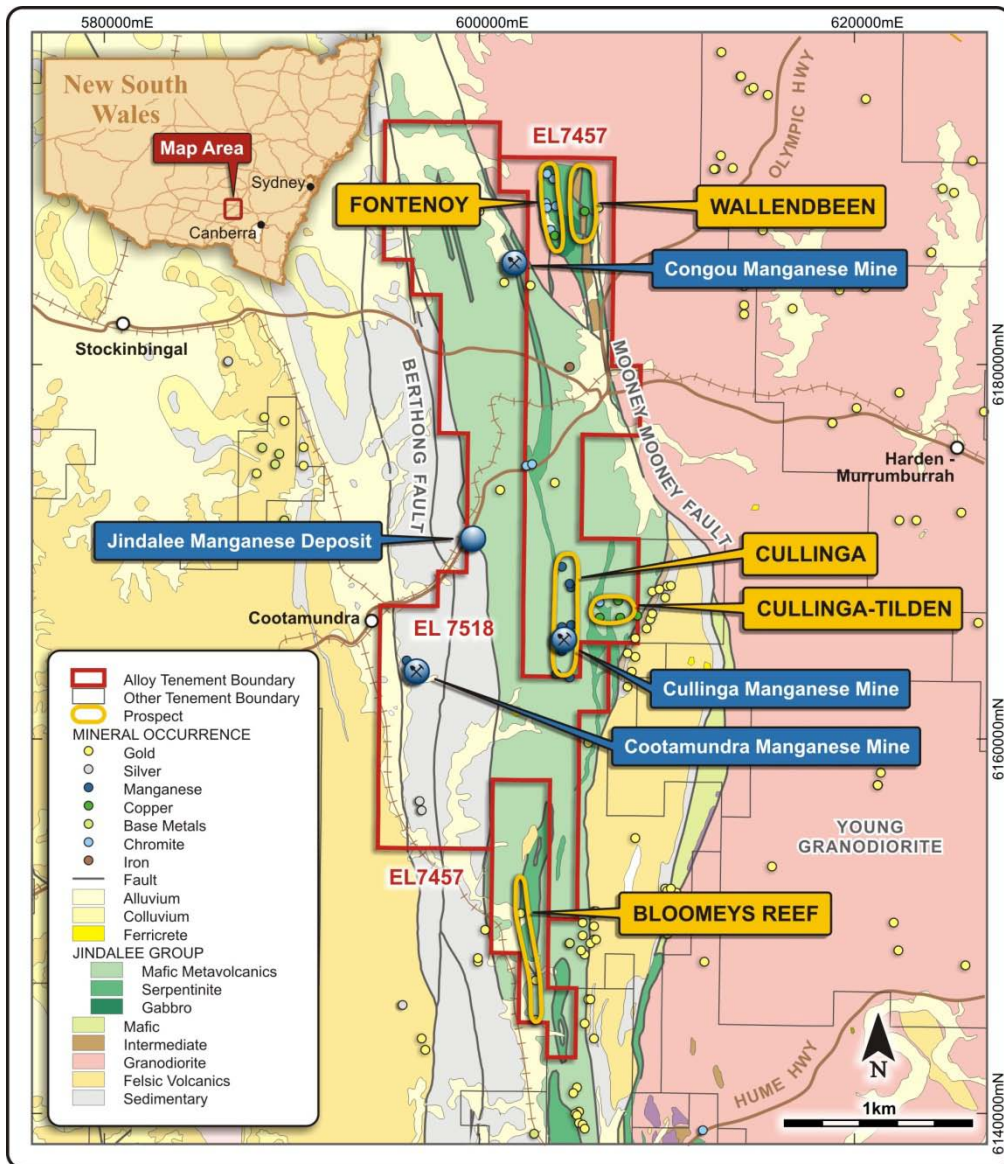 580000mE
600000mE
620000mE
New South
Wales
Map Area
Sydney
Canberra
EL7457
OLYMPIC HWY
FONTENOY
WALLENDBEEN
Congou Manganese Mine
Stockinbingal
BERTHONG FAULT
MOONEY MOONEY FAULT
6180000mN
Harden -
Murrumburrah
Jindalee Manganese Deposit
CULLINGA
CULLINGA-TILDEN
Cootamundra
EL 7518
Cullinga Manganese Mine
Cootamundra Manganese Mine
6160000mN
YOUNG
GRANODIORITE
EL7457
BLOOMEYS REEF
Alloy Tenement Boundary
Other Tenement Boundary
Prospect
MINERAL OCCURRENCE
Gold
Silver
Manganese
Copper
Base Metals
Chromite
Iron
Fault
Alluvium
Colluvium
Ferricrete
JINDALEE GROUP
Mafic Metavolcanics
Serpentinite
Gabbro
Mafic
Intermediate
Granodiorite
Felsic Volcanics
Sedimentary
N
HUME HWY
1km
6140000mN